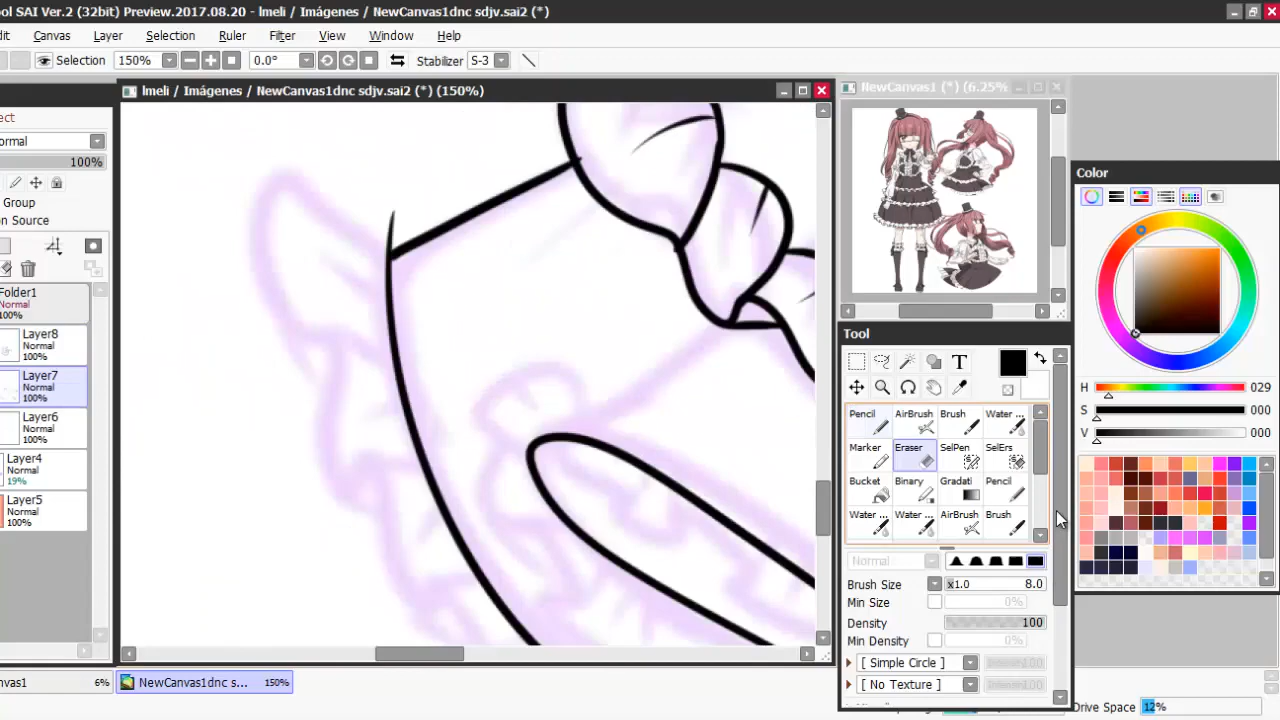 ool SAI Ver.2 (32bit) Preview.2017.08.20 - lmeli / Imágenes / NewCanvas1dnc sdjv.sai2 (*)
dit Canvas Layer Selection Ruler Filter View Window Help
Selection 150% 0.0° Stabilizer S-3
lmeli / Imágenes / NewCanvas1dnc sdjv.sai2 (*) (150%)
NewCanvas1 (*) (6.25%
ect
ormal
100%
Group
on Source
Folder1
Normal
100%
Layer8
Normal
100%
Layer7
Normal
100%
Layer6
Normal
100%
Layer4
Normal
19%
Layer5
Normal
100%
Color
H 029
S 000
V 000
Tool
T
Pencil AirBrush Brush Water ...
Marker Eraser SelPen SelErs
Bucket Binary Gradati Pencil
Water ... Water ... AirBrush Brush
Normal
Brush Size x1.0 8.0
Min Size 0%
Density 100
Min Density 0%
[ Simple Circle ] 100
[ No Texture ] 100
nvas1 6%
NewCanvas1dnc s... 150%
Drive Space 12%